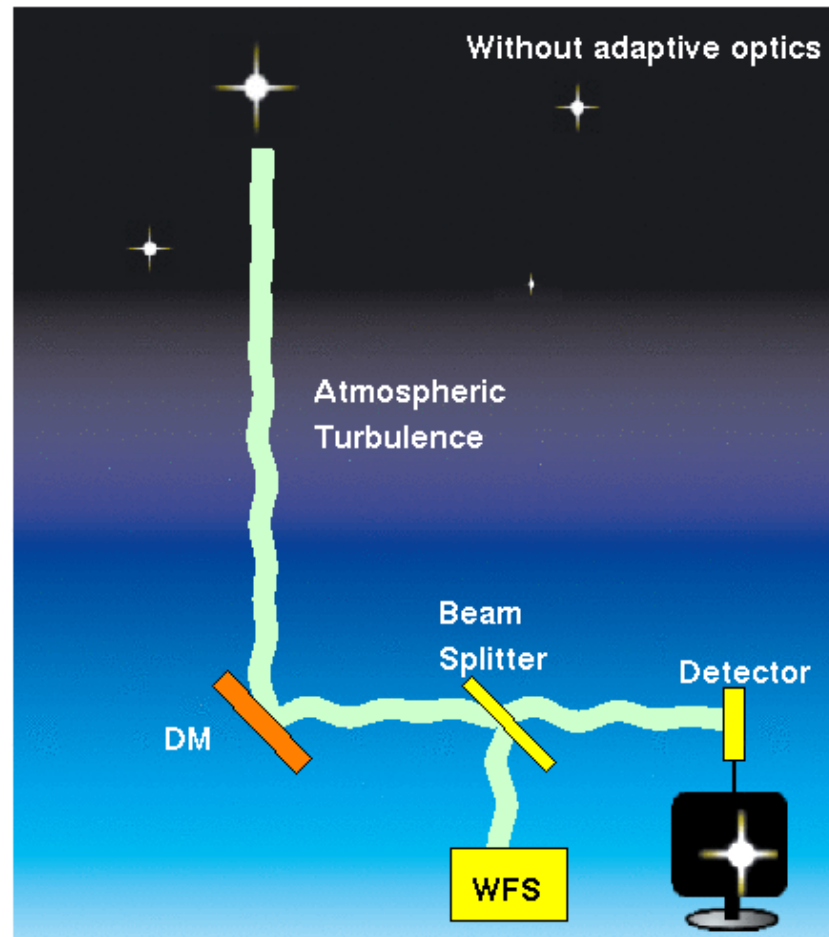 Without adaptive optics
Atmospheric
Turbulence
Beam
Splitter
Detector
DM
WFS